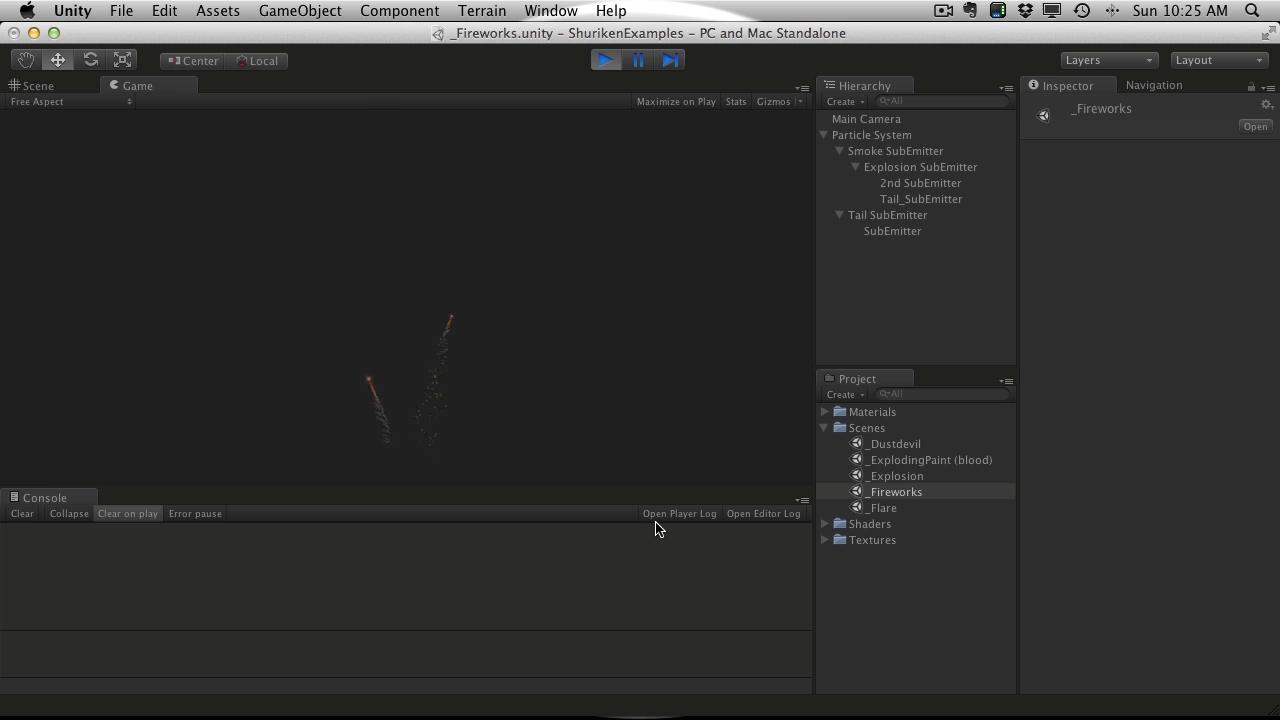 Unity File Edit Assets GameObject Component Terrain Window Help Sun 10:25 AM
_Fireworks.unity – ShurikenExamples – PC and Mac Standalone
Center Local Layers Layout
Scene Game
Free Aspect Maximize on Play Stats Gizmos
Hierarchy
Create All
Main Camera
Particle System
Smoke SubEmitter
Explosion SubEmitter
2nd SubEmitter
Tail_SubEmitter
Tail SubEmitter
SubEmitter
Inspector Navigation
_Fireworks
Open
Project
Create All
Materials
Scenes
_Dustdevil
_ExplodingPaint (blood)
_Explosion
_Fireworks
_Flare
Shaders
Textures
Console
Clear Collapse Clear on play Error pause Open Player Log Open Editor Log